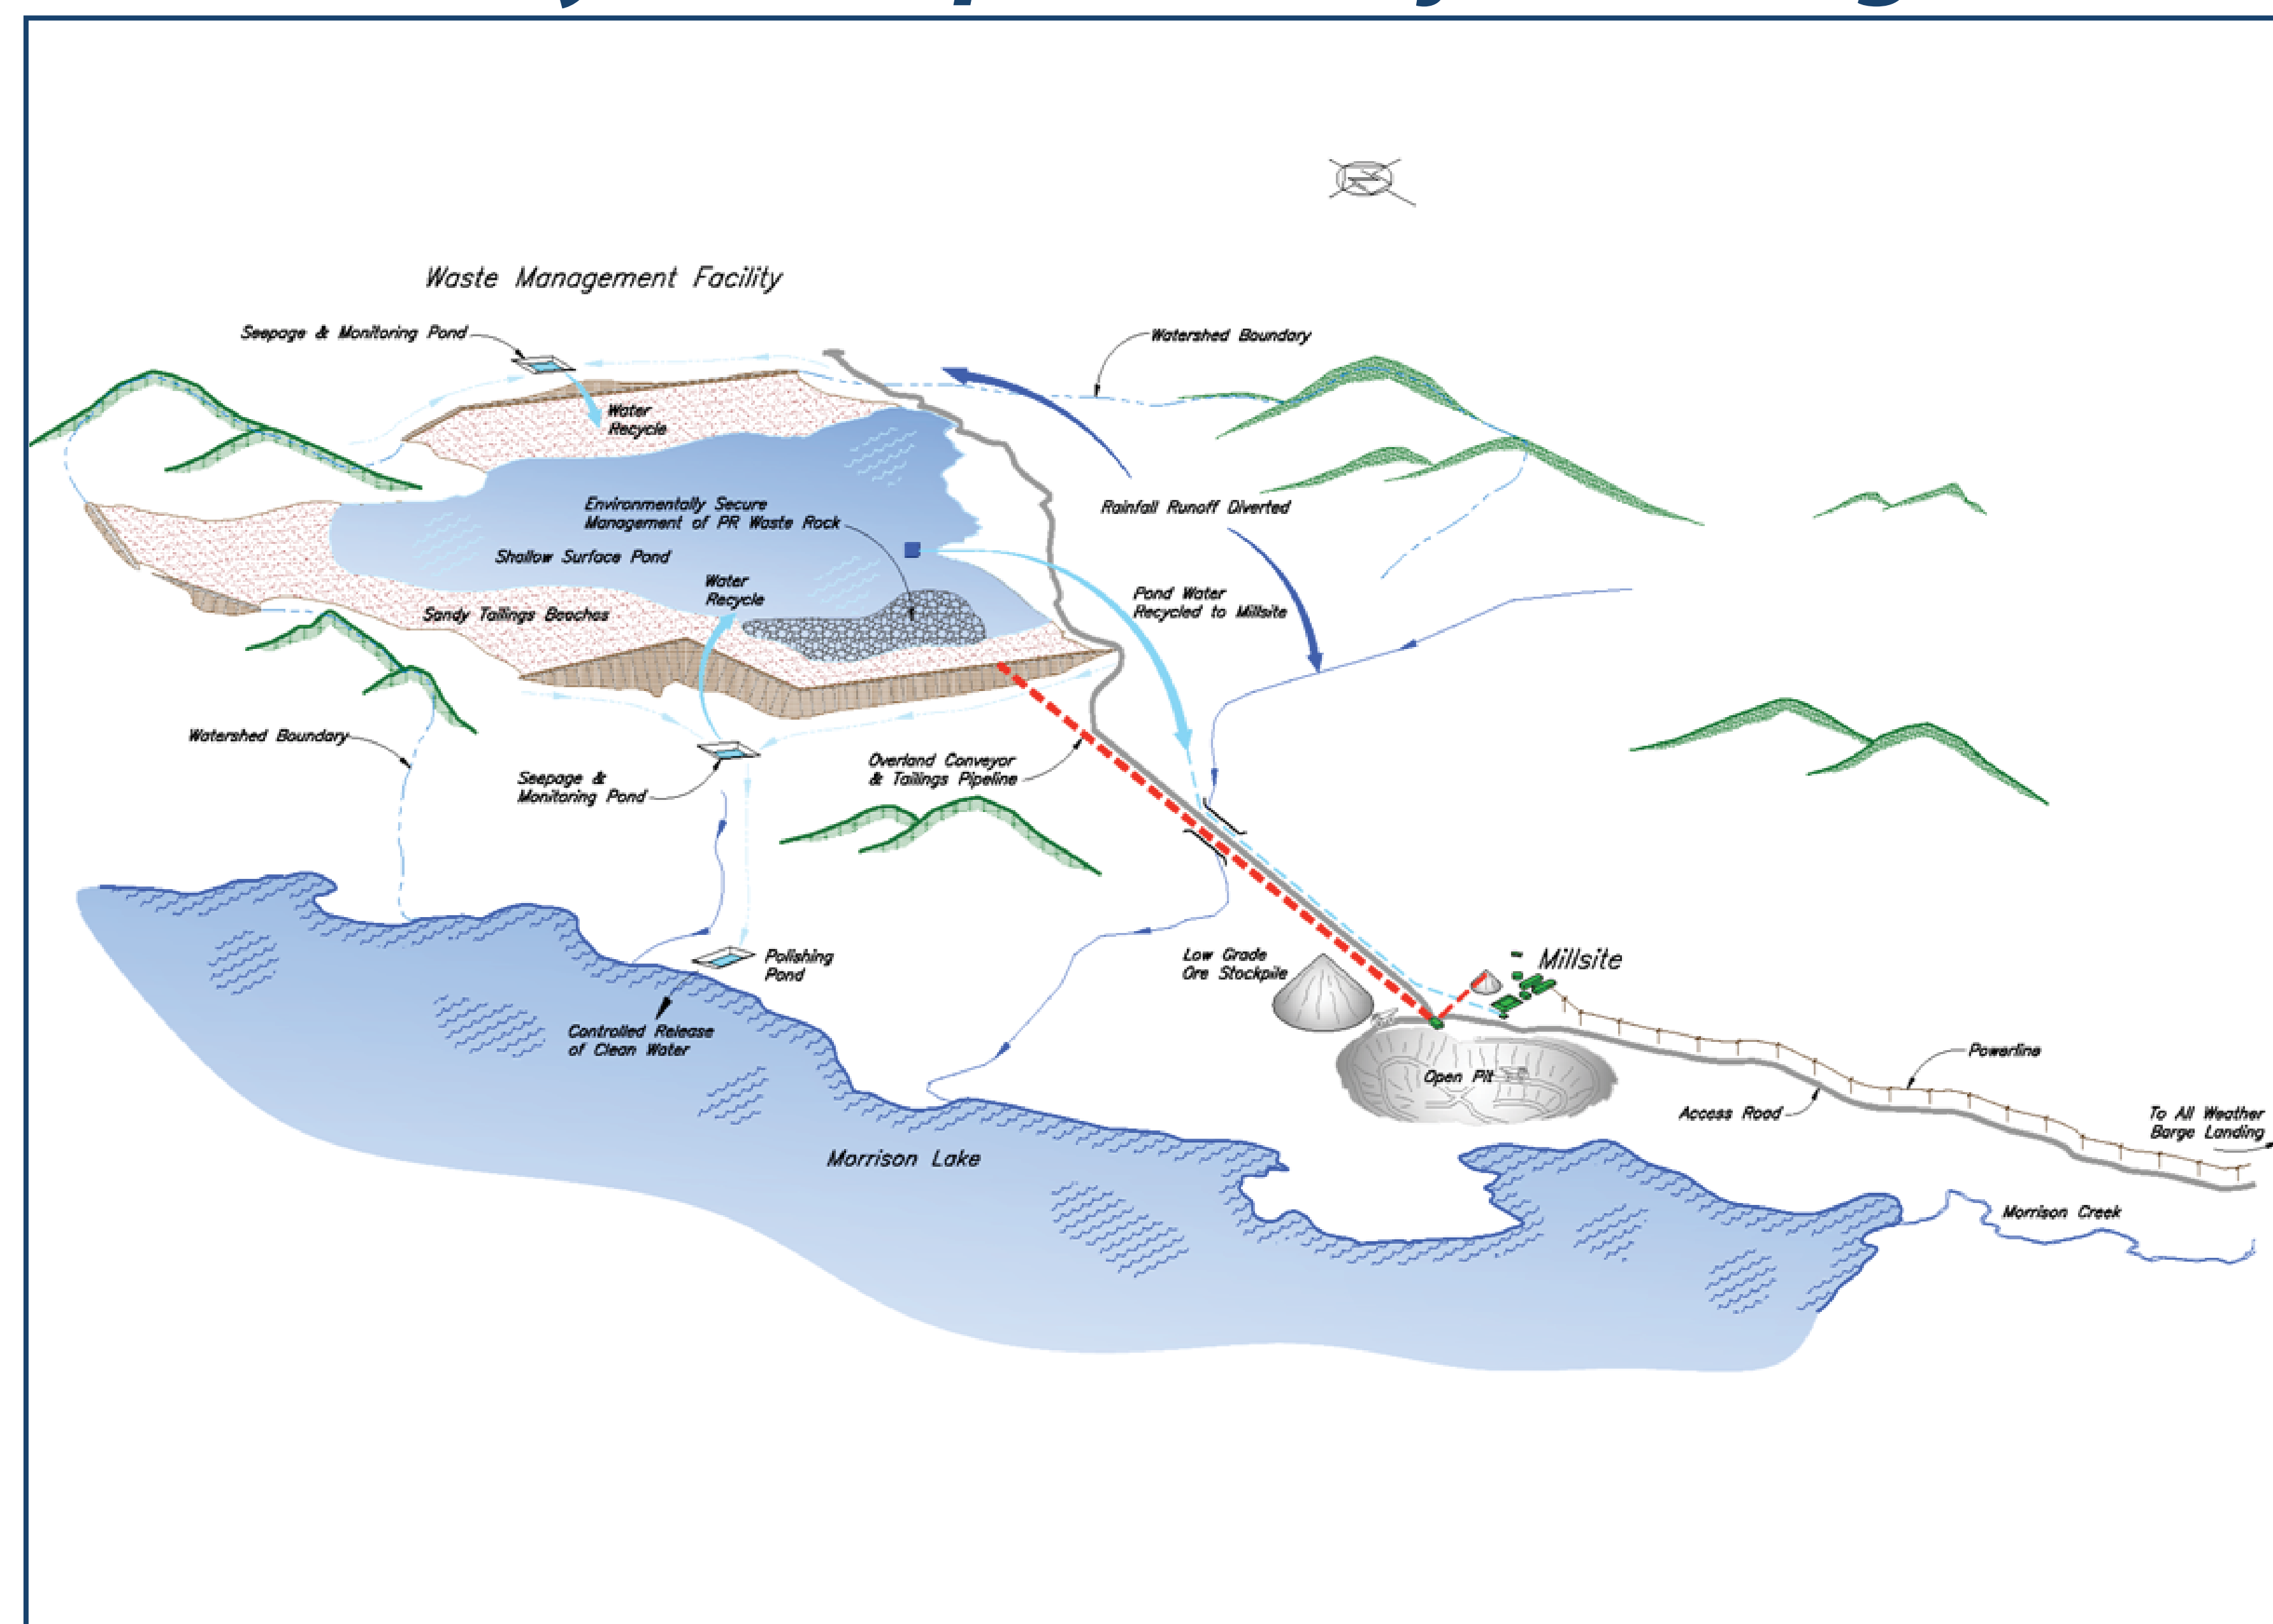 Waste Management Facility
Seepage & Monitoring Pond
Watershed Boundary
Water
Recycle
Environmentally Secure
Management of PR Waste Rock
Rainfall Runoff Diverted
Shallow Surface Pond
Water
Recycle
Pond Water
Recycled to Millsite
Sandy Tailings Beaches
Watershed Boundary
Seepage &
Monitoring Pond
Overland Conveyor
& Tailings Pipeline
Polishing
Pond
Low Grade
Ore Stockpile
Millsite
Controlled Release
of Clean Water
Open Pit
Powerline
Access Road
To All Weather
Barge Landing
Morrison Lake
Morrison Creek